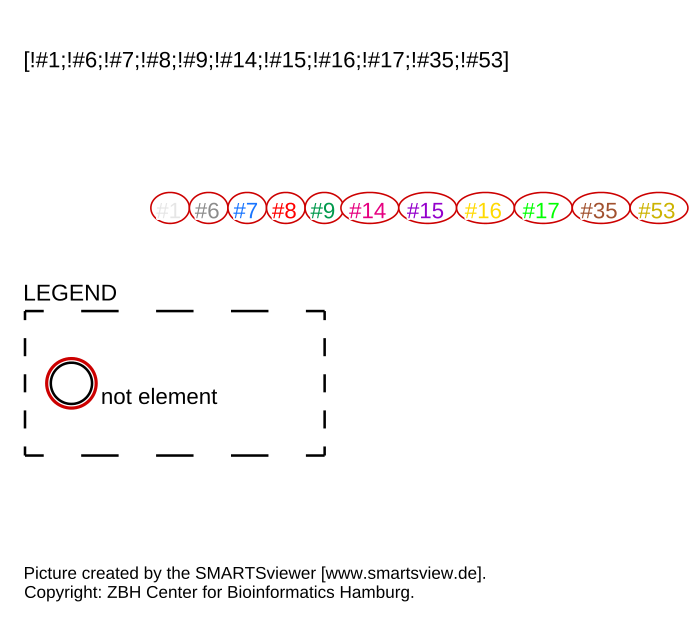 [!#1;!#6;!#7;!#8;!#9;!#14;!#15;!#16;!#17;!#35;!#53]
#1 #6 #7 #8 #9 #14 #15 #16 #17 #35 #53
LEGEND
not element
Picture created by the SMARTSviewer [www.smartsview.de].
Copyright: ZBH Center for Bioinformatics Hamburg.